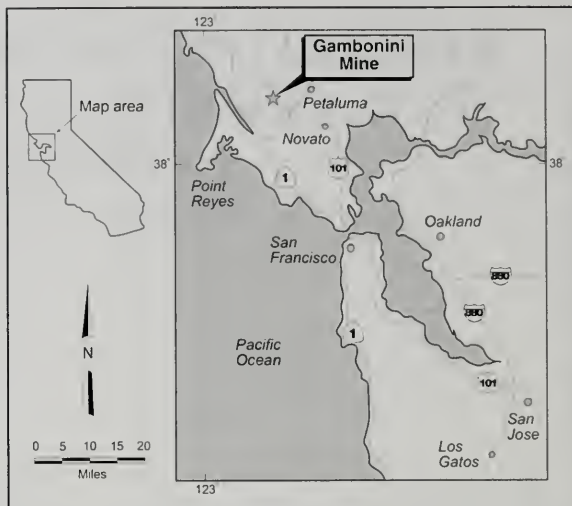 123
Gambonini
Mine
Map area
Petaluma
Novato
38°
38°
101
1
Point
Reyes
Oakland
San
Francisco
880
880
1
Pacific
Ocean
N
101
San
Jose
Los
Gatos
0 5 10 15 20
Miles
123